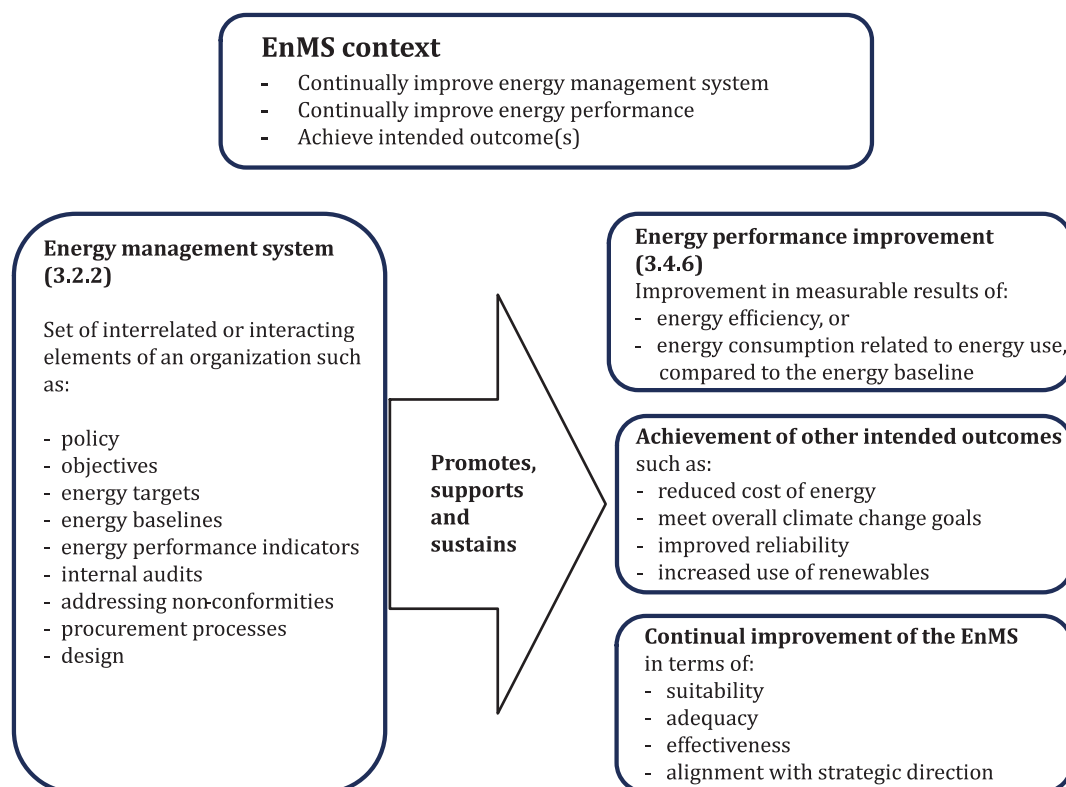 EnMS context
- Continually improve energy management system
- Continually improve energy performance
- Achieve intended outcome(s)
Energy management system
(3.2.2)
Set of interrelated or interacting
elements of an organization such
as:
- policy
- objectives
- energy targets
- energy baselines
- energy performance indicators
- internal audits
- addressing non-conformities
- procurement processes
- design
Promotes,
supports
and
sustains
Energy performance improvement
(3.4.6)
Improvement in measurable results of:
- energy efficiency, or
- energy consumption related to energy use,
compared to the energy baseline
Achievement of other intended outcomes
such as:
- reduced cost of energy
- meet overall climate change goals
- improved reliability
- increased use of renewables
Continual improvement of the EnMS
in terms of:
- suitability
- adequacy
- effectiveness
- alignment with strategic direction